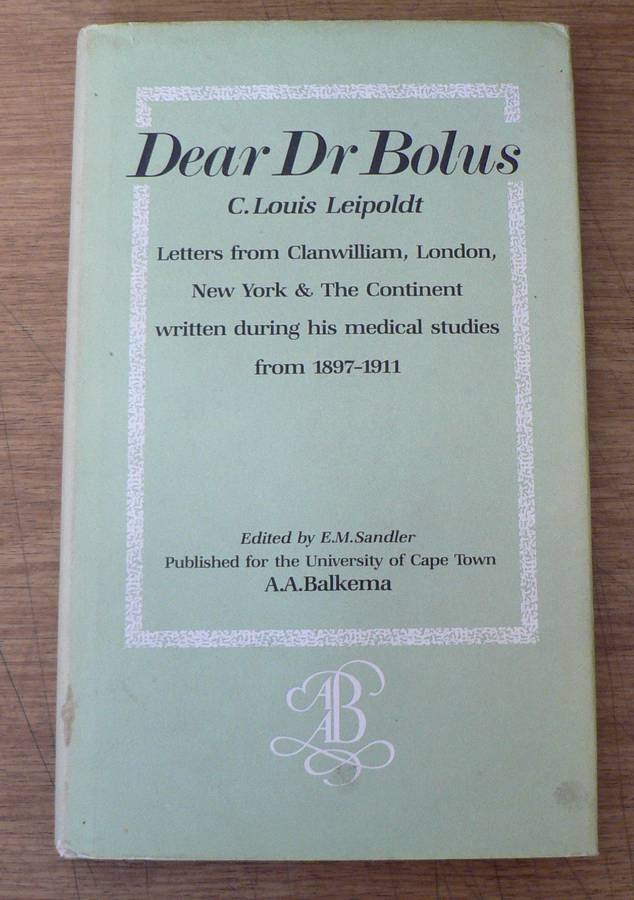 Dear Dr Bolus
C. Louis Leipoldt
Letters from Clanwilliam, London,
New York & The Continent
written during his medical studies
from 1897-1911
Edited by E.M.Sandler
Published for the University of Cape Town
A.A.Balkema
AAB